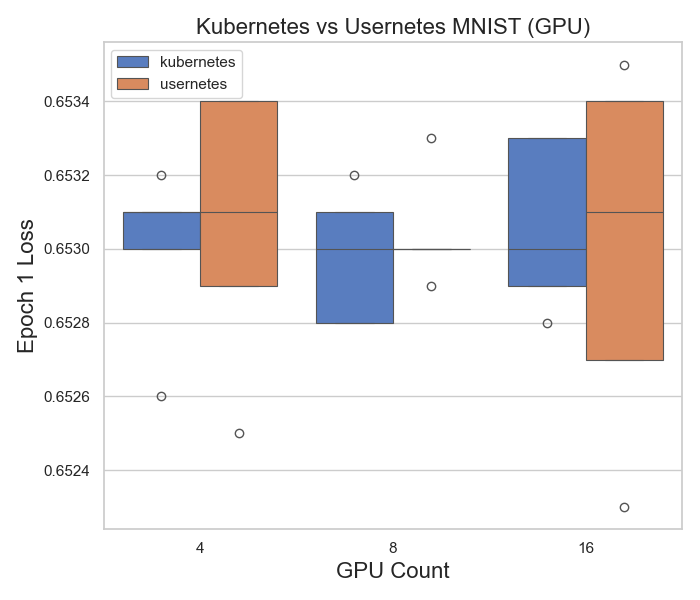 Kubernetes vs Usernetes MNIST (GPU)
kubernetes
usernetes
0.6534
0.6532
0.6530
0.6528
0.6526
0.6524
Epoch 1 Loss
4 8 16
GPU Count